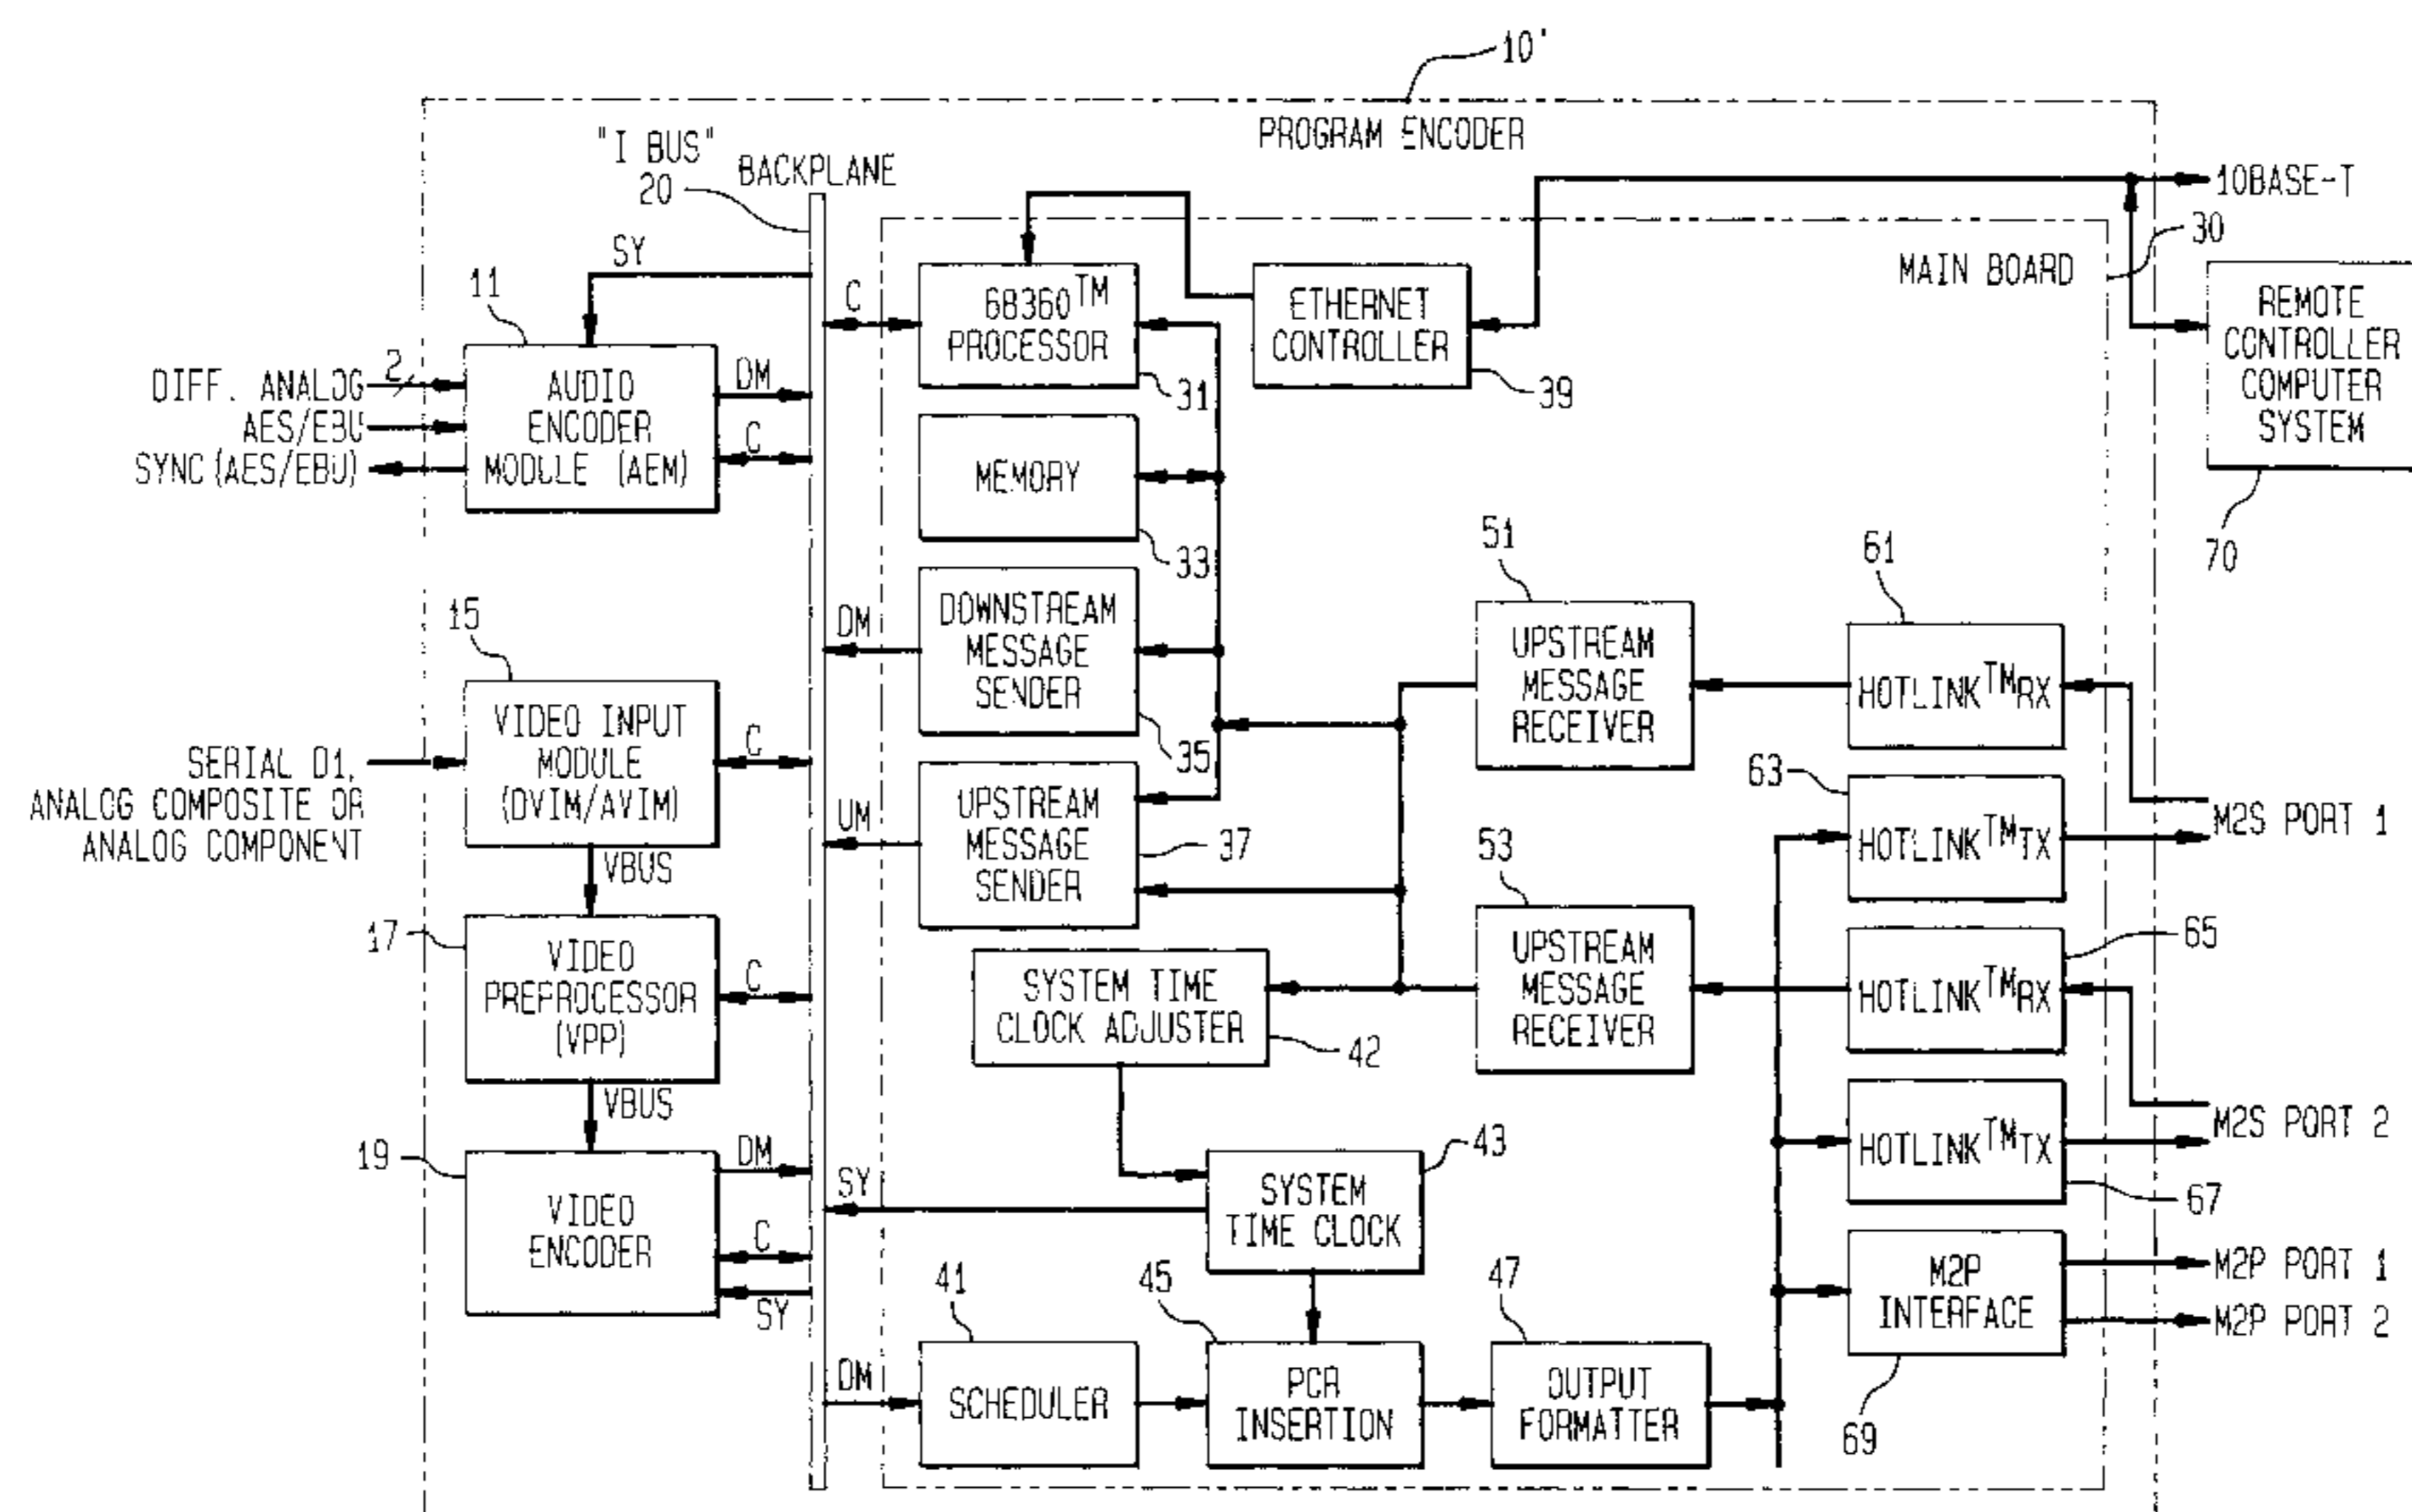 10'
PROGRAM ENCODER
"I BUS"
20
BACKPLANE
10BASE-T
30
MAIN BOARD
REMOTE
CONTROLLER
COMPUTER
SYSTEM
70
SY
11
DIFF. ANALOG
2
AES/EBU
SYNC (AES/EBU)
AUDIO
ENCODER
MODULE (AEM)
DM
C
C
68360™
PROCESSOR
31
ETHERNET
CONTROLLER
39
MEMORY
33
DM
DOWNSTREAM
MESSAGE
SENDER
35
51
UPSTREAM
MESSAGE
RECEIVER
61
HOTLINK™RX
15
SERIAL D1,
ANALOG COMPOSITE OR
ANALOG COMPONENT
VIDEO INPUT
MODULE
(DVIM/AVIM)
C
VBUS
UM
UPSTREAM
MESSAGE
SENDER
37
63
HOTLINK™TX
M2S PORT 1
17
VIDEO
PREPROCESSOR
(VPP)
C
VBUS
SYSTEM TIME
CLOCK ADJUSTER
42
53
UPSTREAM
MESSAGE
RECEIVER
65
HOTLINK™RX
HOTLINK™TX
67
M2S PORT 2
19
VIDEO
ENCODER
DM
C
SY
SY
43
SYSTEM
TIME CLOCK
M2P
INTERFACE
69
M2P PORT 1
M2P PORT 2
DM
41
SCHEDULER
45
PCR
INSERTION
47
OUTPUT
FORMATTER